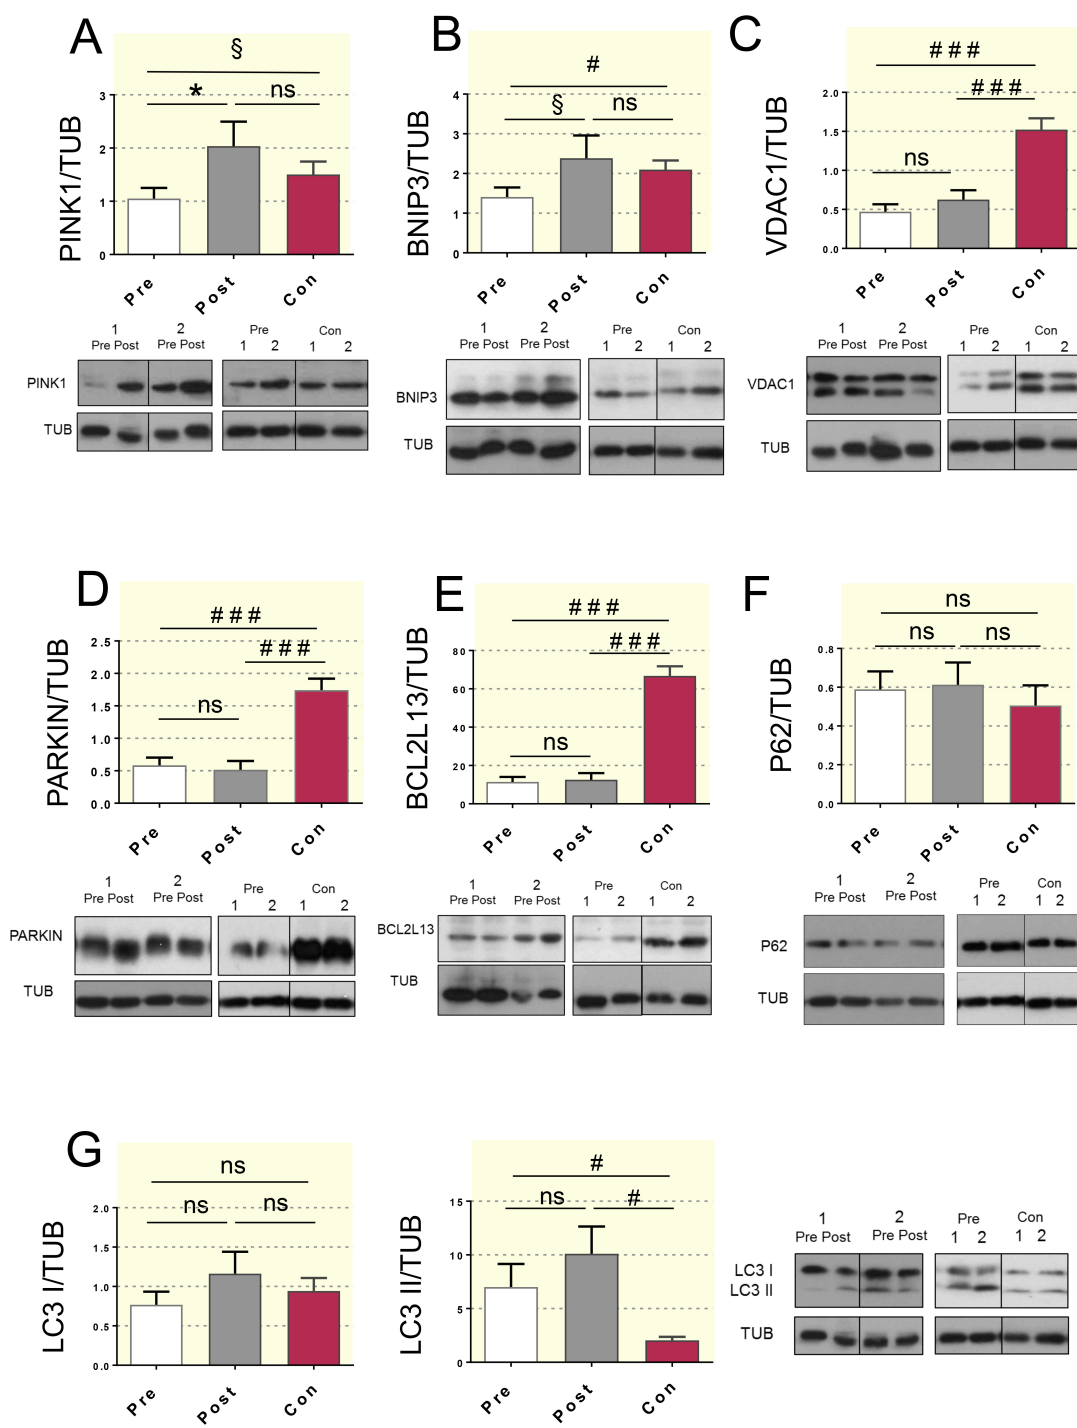 A
§
* ns
3
2
1
0
PINK1/TUB
Pre Post Con
1 2 Pre Con
Pre Post Pre Post 1 2 1 2
PINK1
TUB
B
#
§ ns
4
3
2
1
0
BNIP3/TUB
Pre Post Con
1 2 Pre Con
Pre Post Pre Post 1 2 1 2
BNIP3
TUB
C
# # #
# # #
ns
2.0
1.5
1.0
0.5
0.0
VDAC1/TUB
Pre Post Con
1 2 Pre Con
Pre Post Pre Post 1 2 1 2
VDAC1
TUB
D
# # #
# # #
ns
2.5
2.0
1.5
1.0
0.5
0.0
PARKIN/TUB
Pre Post Con
1 2 Pre Con
Pre Post Pre Post 1 2 1 2
PARKIN
TUB
E
# # #
# # #
ns
80
60
40
20
0
BCL2L13/TUB
Pre Post Con
1 2 Pre Con
Pre Post Pre Post 1 2 1 2
BCL2L13
TUB
F
ns
ns ns
0.8
0.6
0.4
0.2
0.0
P62/TUB
Pre Post Con
1 2 Pre Con
Pre Post Pre Post 1 2 1 2
P62
TUB
G
ns
ns ns
2.0
1.5
1.0
0.5
0.0
LC3 I/TUB
Pre Post Con
#
ns #
15
10
5
0
LC3 II/TUB
Pre Post Con
1 2 Pre Con
Pre Post Pre Post 1 2 1 2
LC3 I
LC3 II
TUB